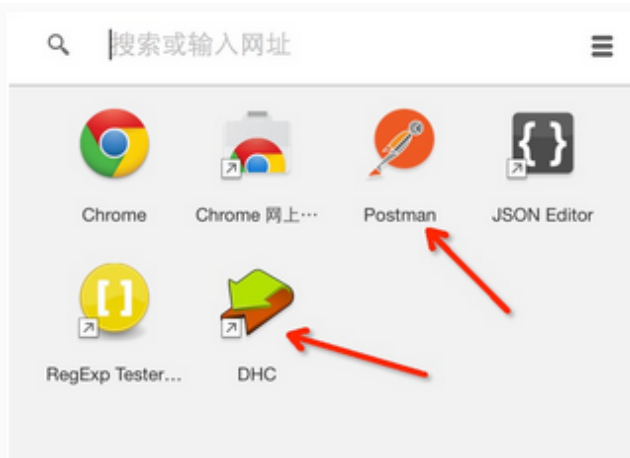 搜索或输入网址
Chrome
Chrome 网上…
Postman
JSON Editor
RegExp Tester...
DHC